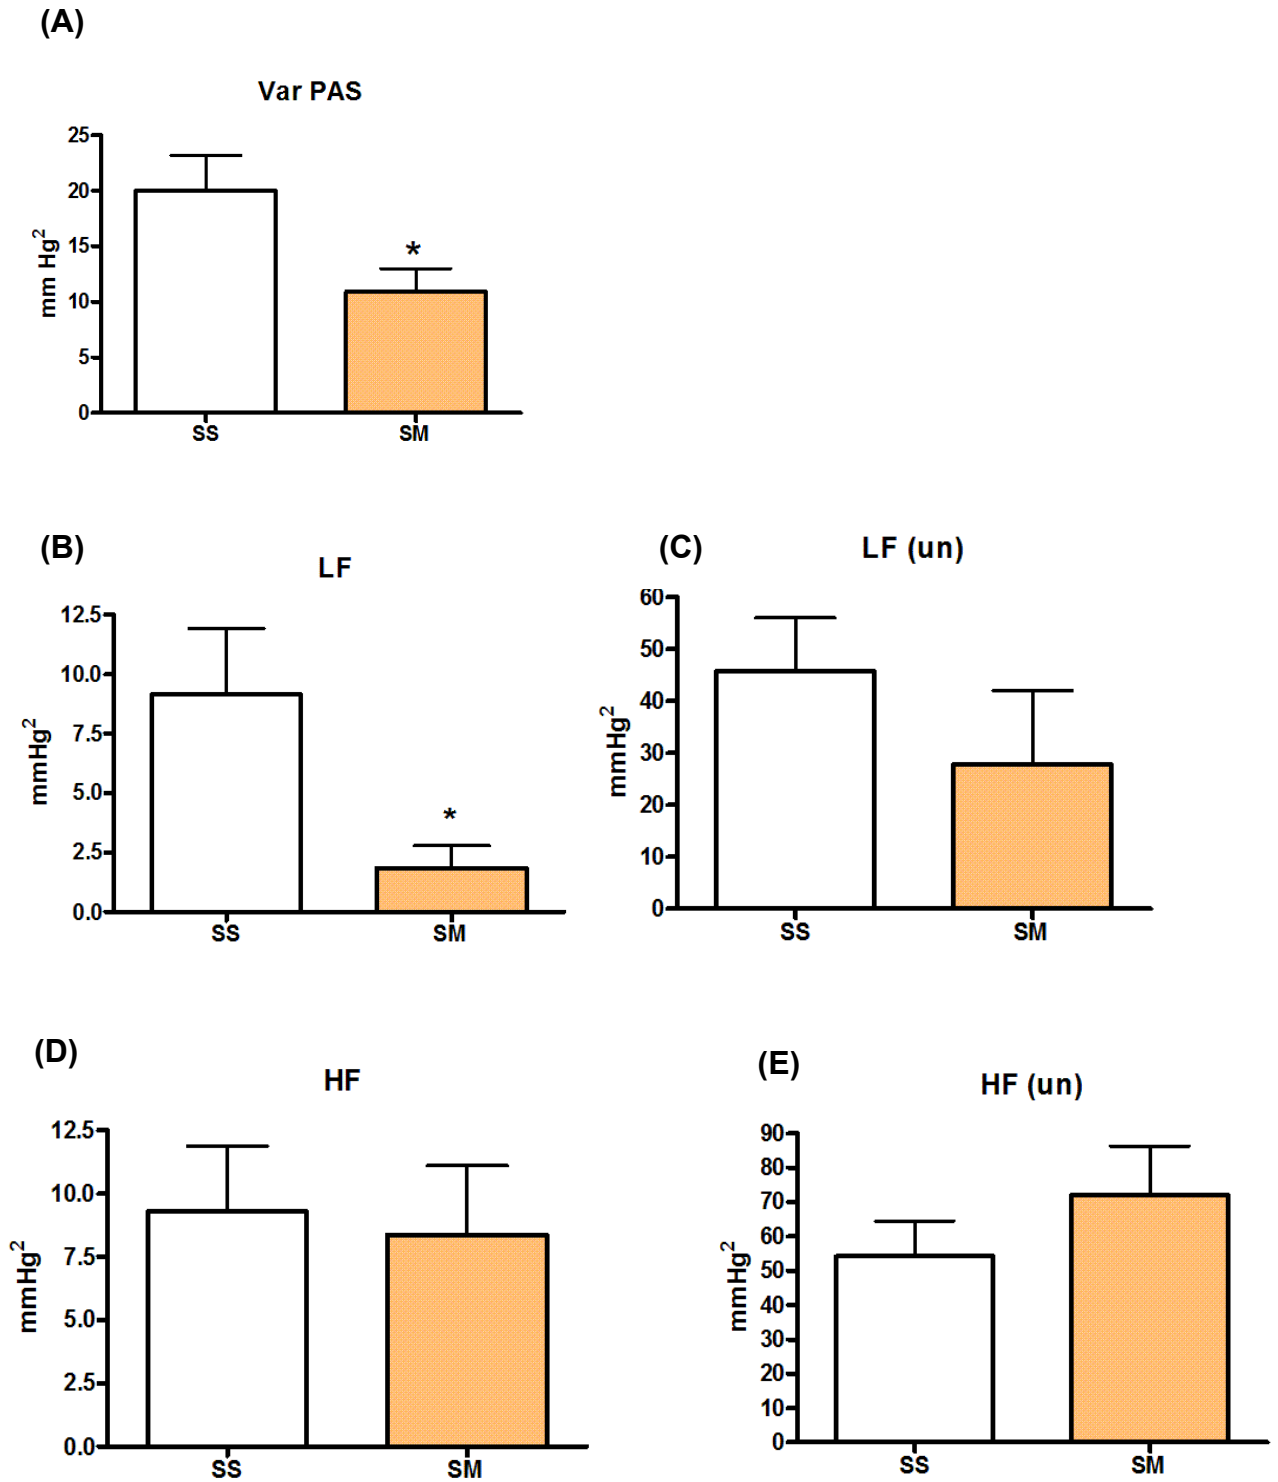 (A)
Var PAS
25
20
15
10
5
0
mm Hg²
*
SS
SM
(B)
LF
12.5
10.0
7.5
5.0
2.5
0.0
mmHg²
*
SS
SM
(C)
LF (un)
60
50
40
30
20
10
0
mmHg²
SS
SM
(D)
HF
12.5
10.0
7.5
5.0
2.5
0.0
mmHg²
SS
SM
(E)
HF (un)
90
80
70
60
50
40
30
20
10
0
mmHg²
SS
SM